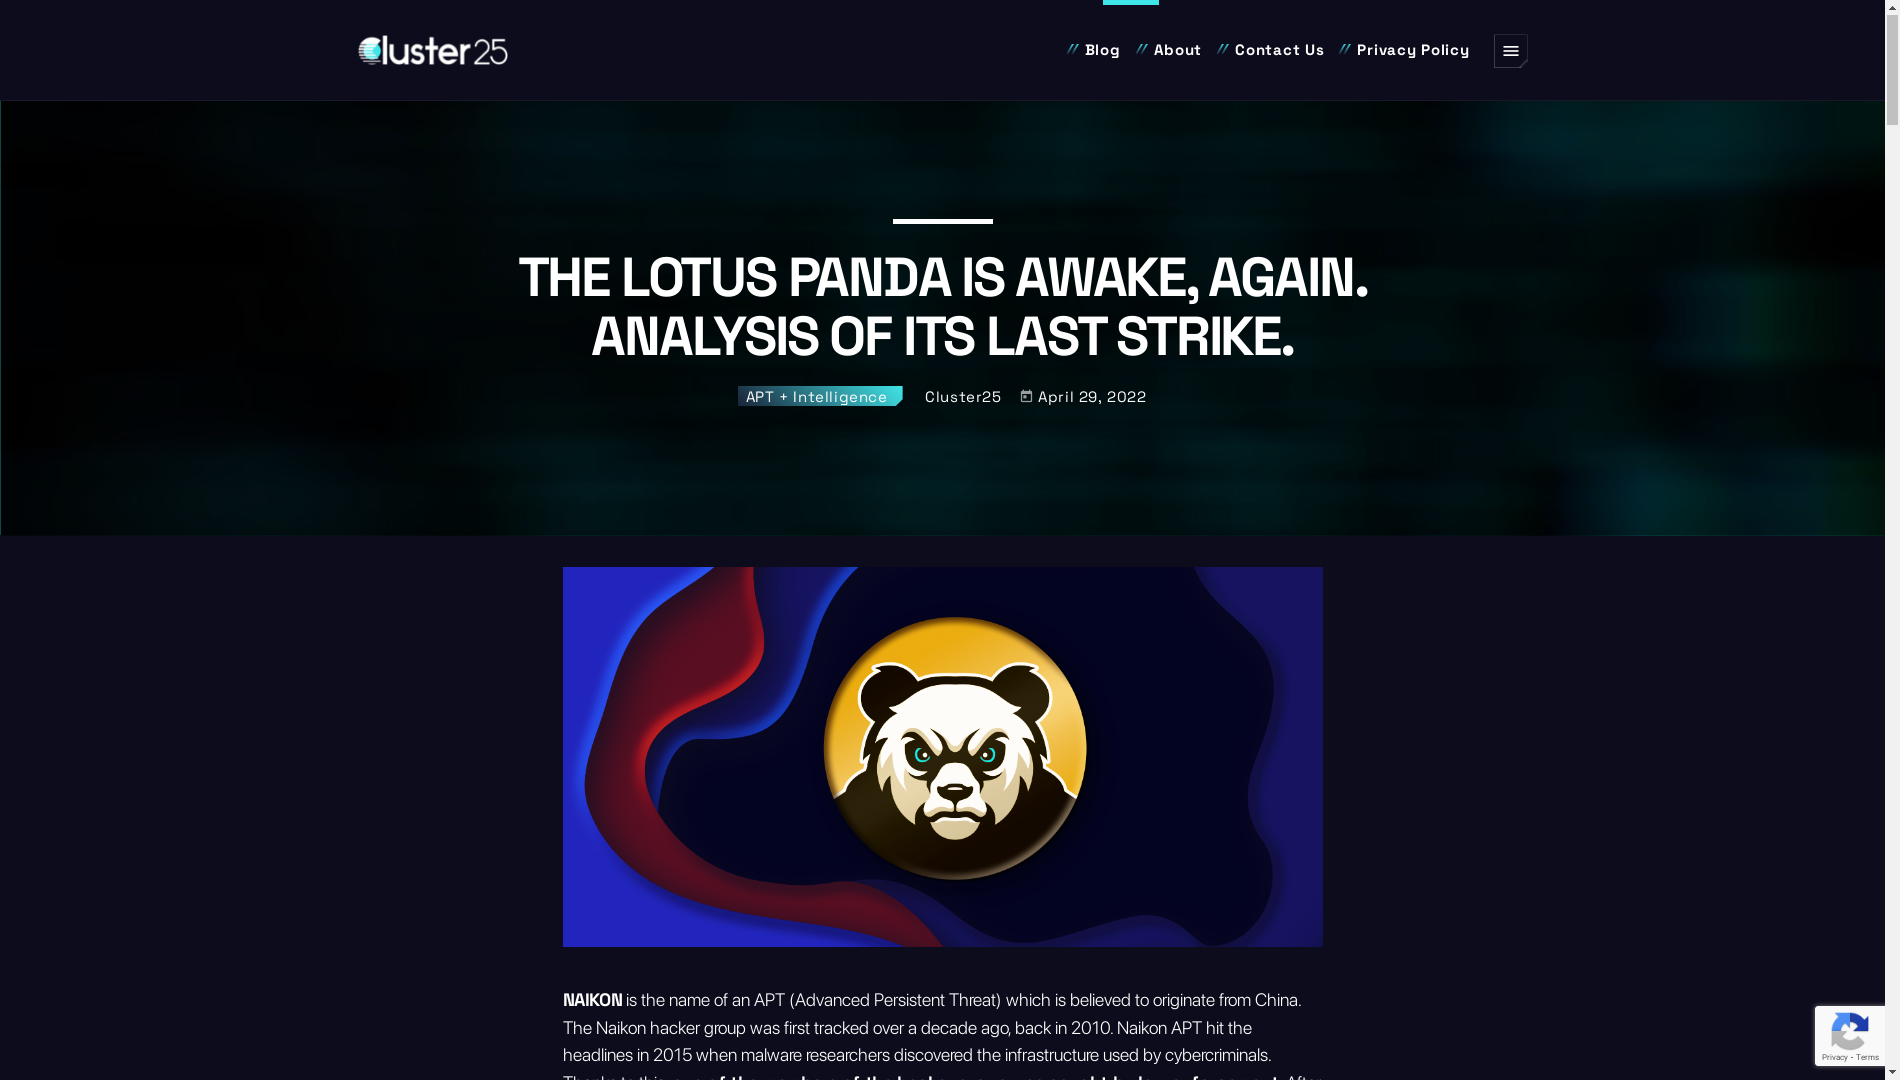 Cluster25
// Blog // About // Contact Us // Privacy Policy
THE LOTUS PANDA IS AWAKE, AGAIN.
ANALYSIS OF ITS LAST STRIKE.
APT + Intelligence Cluster25 April 29, 2022
NAIKON is the name of an APT (Advanced Persistent Threat) which is believed to originate from China.
The Naikon hacker group was first tracked over a decade ago, back in 2010. Naikon APT hit the
headlines in 2015 when malware researchers discovered the infrastructure used by cybercriminals.
Privacy - Terms